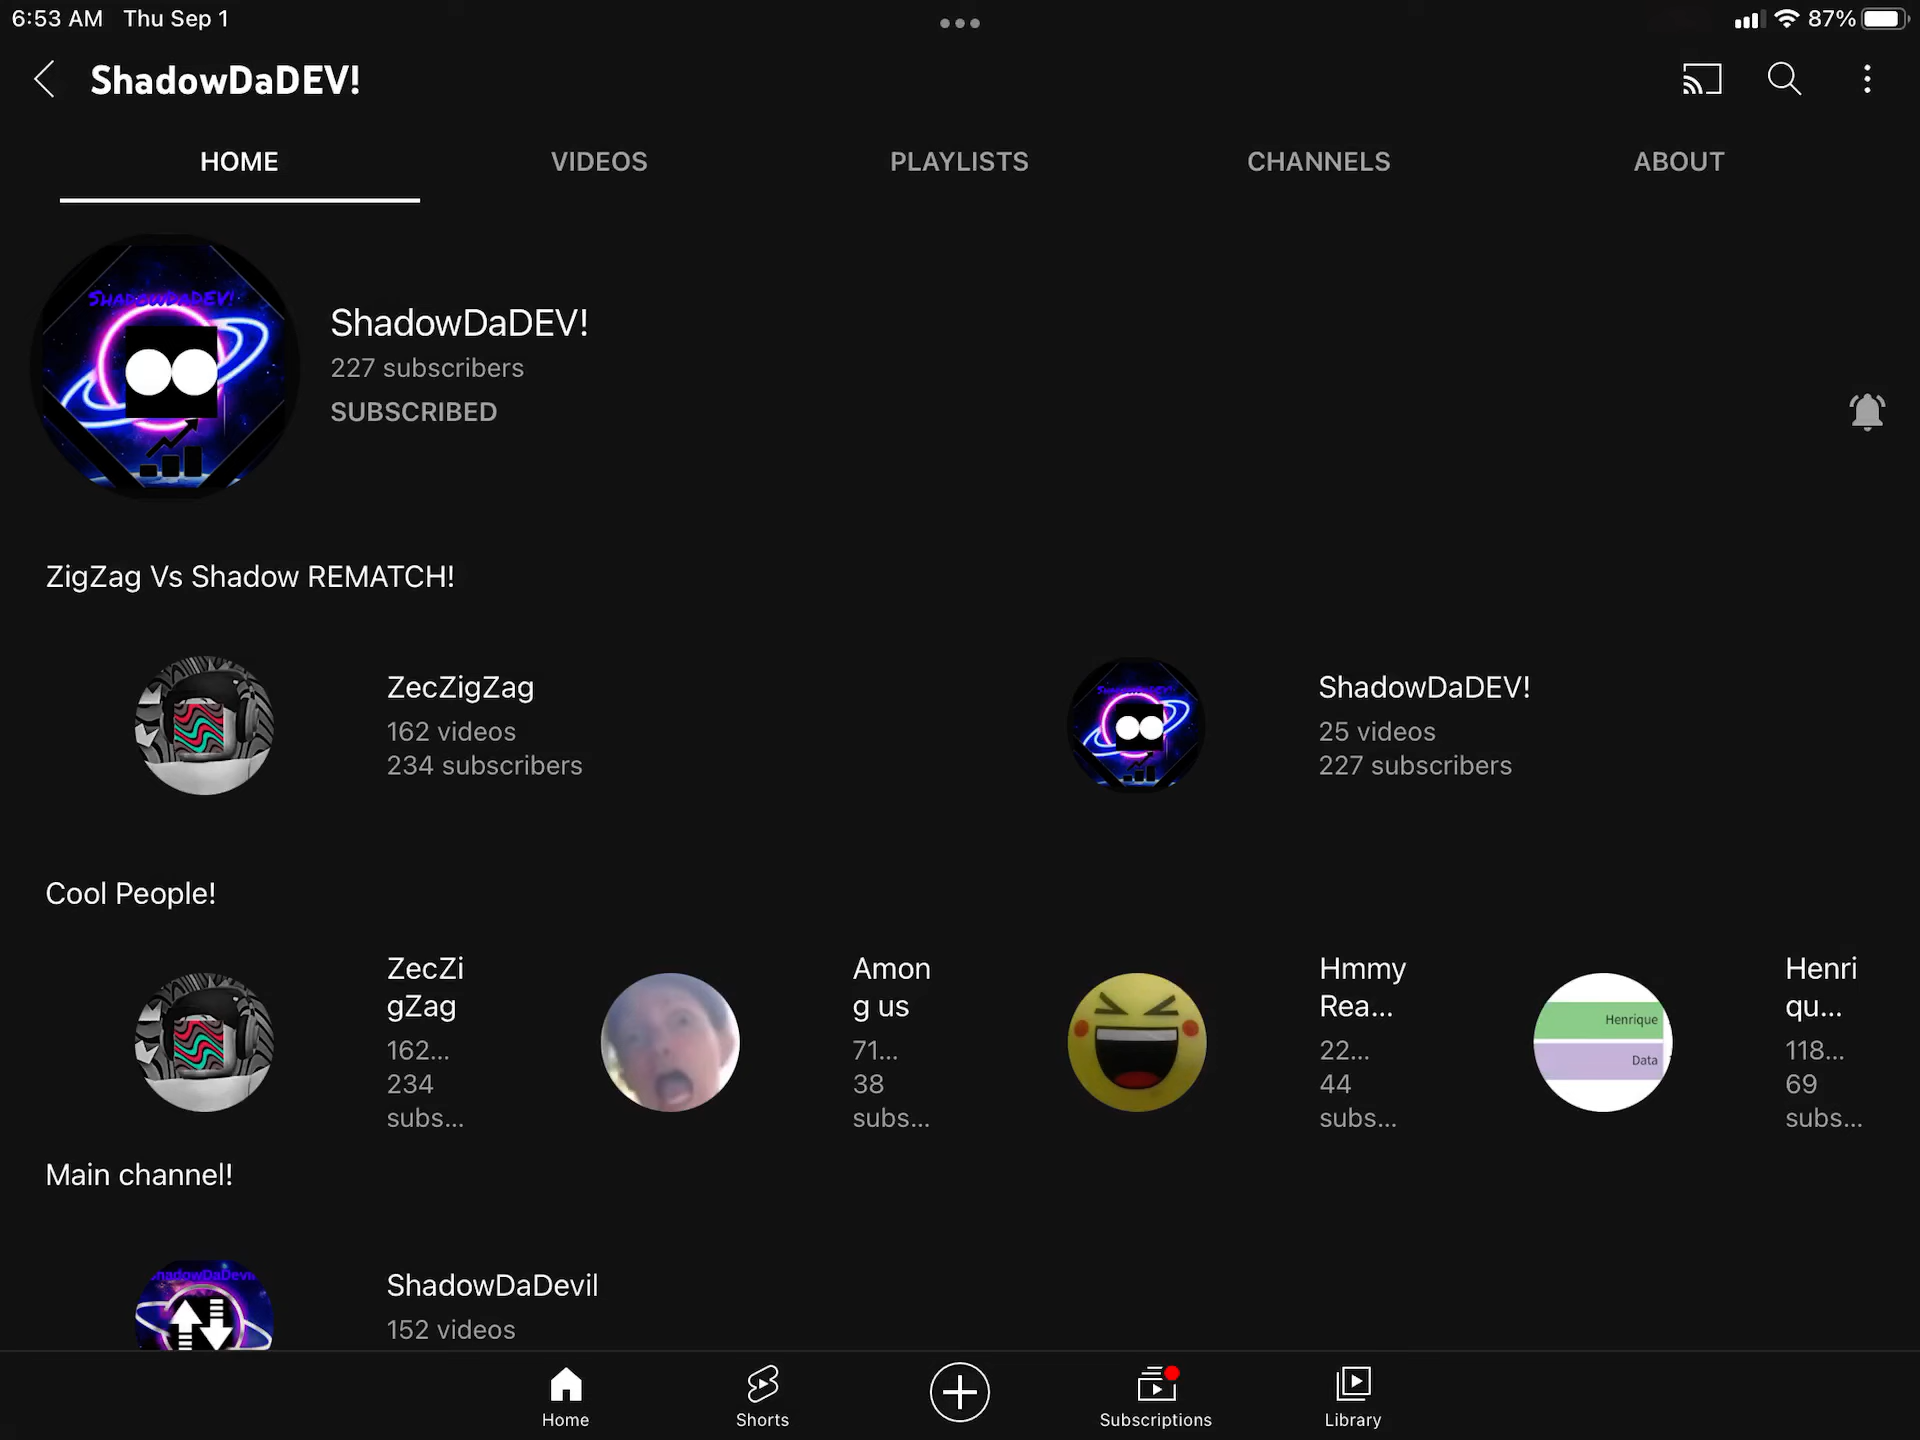 6:53 AM Thu Sep 1
87%
ShadowDaDEV!
HOME
VIDEOS
PLAYLISTS
CHANNELS
ABOUT
ShadowDaDEV!
ShadowDaDEV!
227 subscribers
SUBSCRIBED
ZigZag Vs Shadow REMATCH!
ZecZigZag
162 videos
234 subscribers
ShadowDaDEV!
ShadowDaDEV!
25 videos
227 subscribers
Cool People!
ZecZi
gZag
162...
234
subs...
Amon
g us
71...
38
subs...
Hmmy
Rea...
22...
44
subs...
Henrique
Data
Henri
qu...
118...
69
subs...
Main channel!
ShadowDaDevil
ShadowDaDevil
152 videos
Home
Shorts
Subscriptions
Library